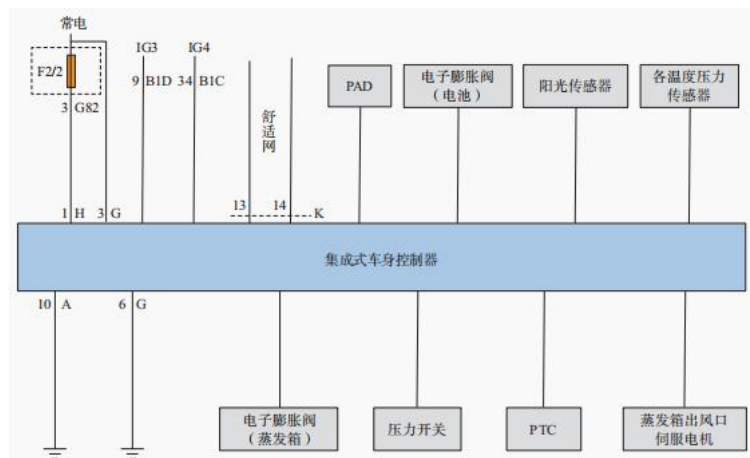 常电
F2/2
3 G82
IG3
9 B1D
IG4
34 B1C
舒适网
PAD
电子膨胀阀
（电池）
阳光传感器
各温度压力
传感器
1 H 3 G
13 14 K
集成式车身控制器
10 A
6 G
电子膨胀阀
（蒸发箱）
压力开关
PTC
蒸发箱出风口
伺服电机